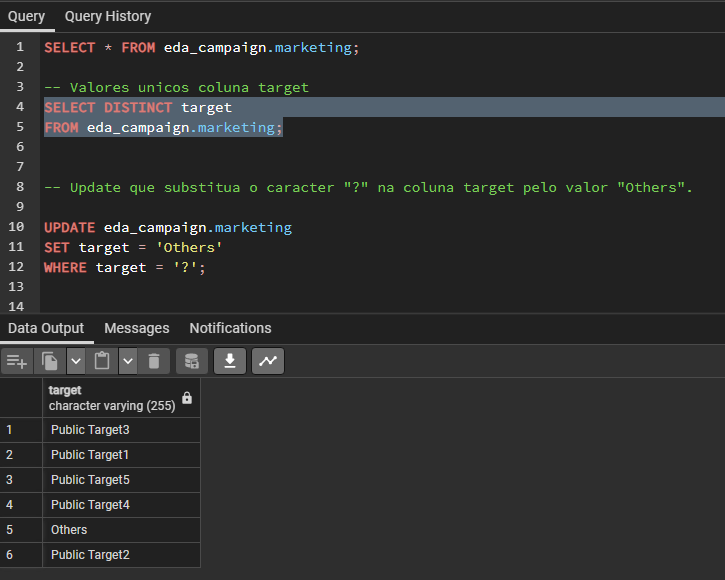 Query Query History
1 SELECT * FROM eda_campaign.marketing;
2
3 -- Valores unicos coluna target
4 SELECT DISTINCT target
5 FROM eda_campaign.marketing;
6
7
8 -- Update que substitua o caracter "?" na coluna target pelo valor "Others".
9
10 UPDATE eda_campaign.marketing
11 SET target = 'Others'
12 WHERE target = '?';
13
14
Data Output Messages Notifications
target
character varying (255)
1 Public Target3
2 Public Target1
3 Public Target5
4 Public Target4
5 Others
6 Public Target2